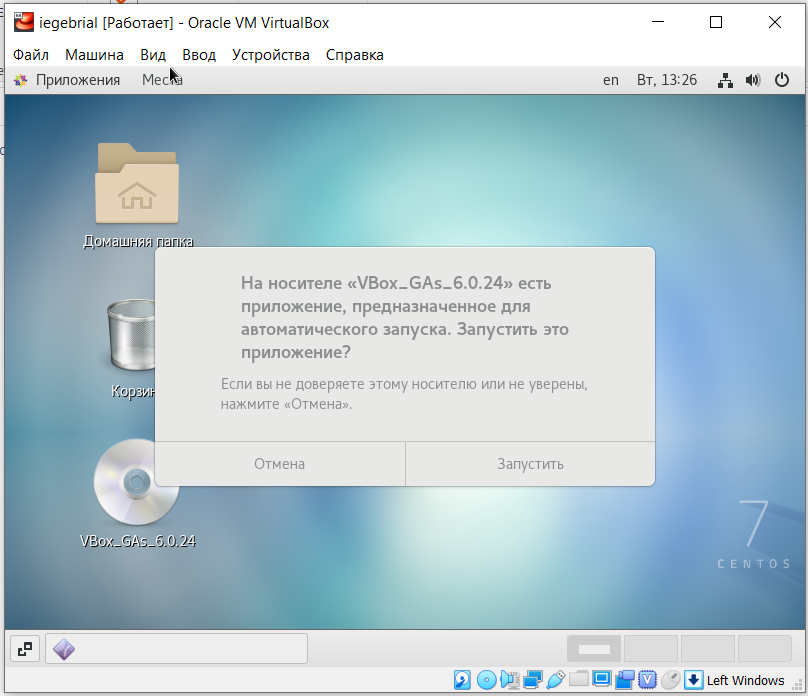 iegebrial [Работает] - Oracle VM VirtualBox
Файл Машина Вид Ввод Устройства Справка
Приложения Места en Вт, 13:26
Домашняя папка
На носителе «VBox_GAs_6.0.24» есть
приложение, предназначенное для
автоматического запуска. Запустить это
приложение?
Если вы не доверяете этому носителю или не уверены,
нажмите «Отмена».
Отмена Запустить
Корзин
VBox_GAs_6.0.24
7
CENTOS
Left Windows